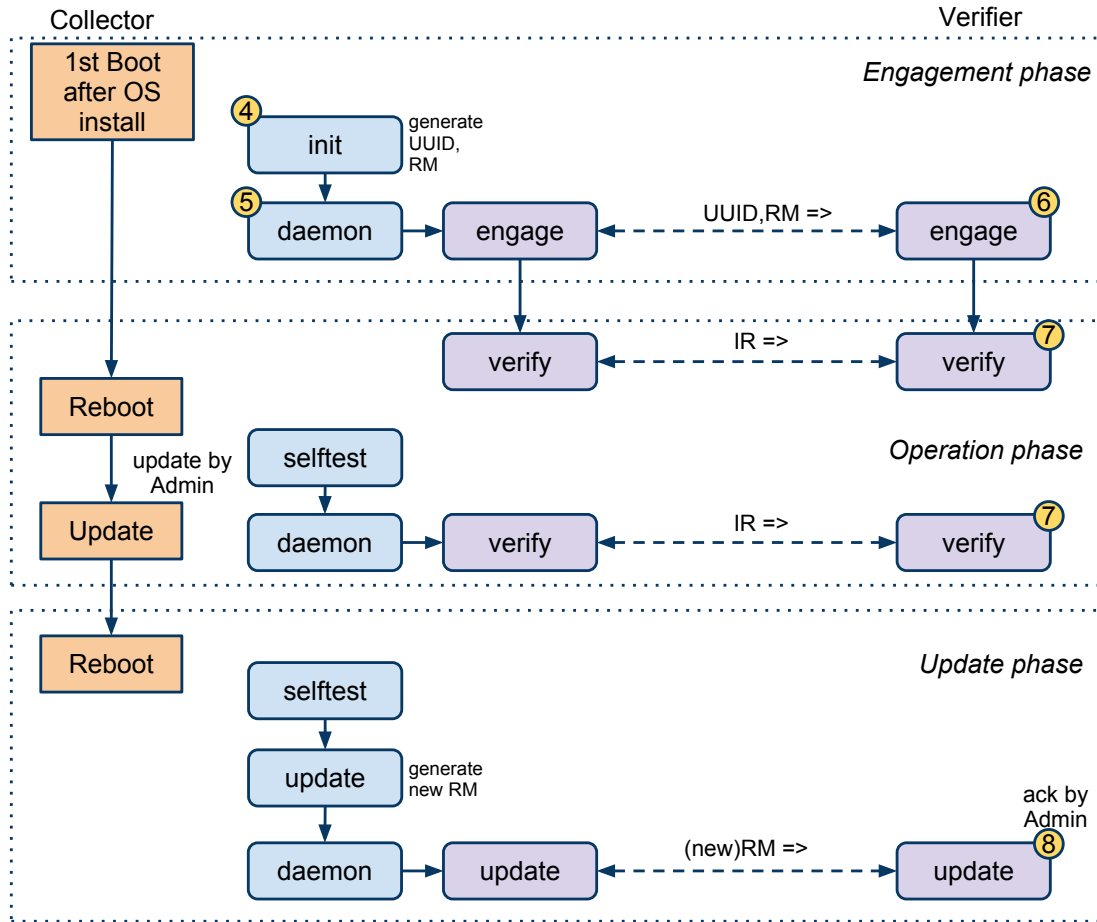 Collector
Verifier
1st Boot
after OS
install
Engagement phase
4
init
generate
UUID,
RM
5
daemon
engage
UUID,RM =>
6
engage
verify
IR =>
7
verify
Reboot
update by
Admin
selftest
Operation phase
Update
daemon
verify
IR =>
7
verify
Reboot
Update phase
selftest
update
generate
new RM
ack by
Admin
daemon
update
(new)RM =>
8
update